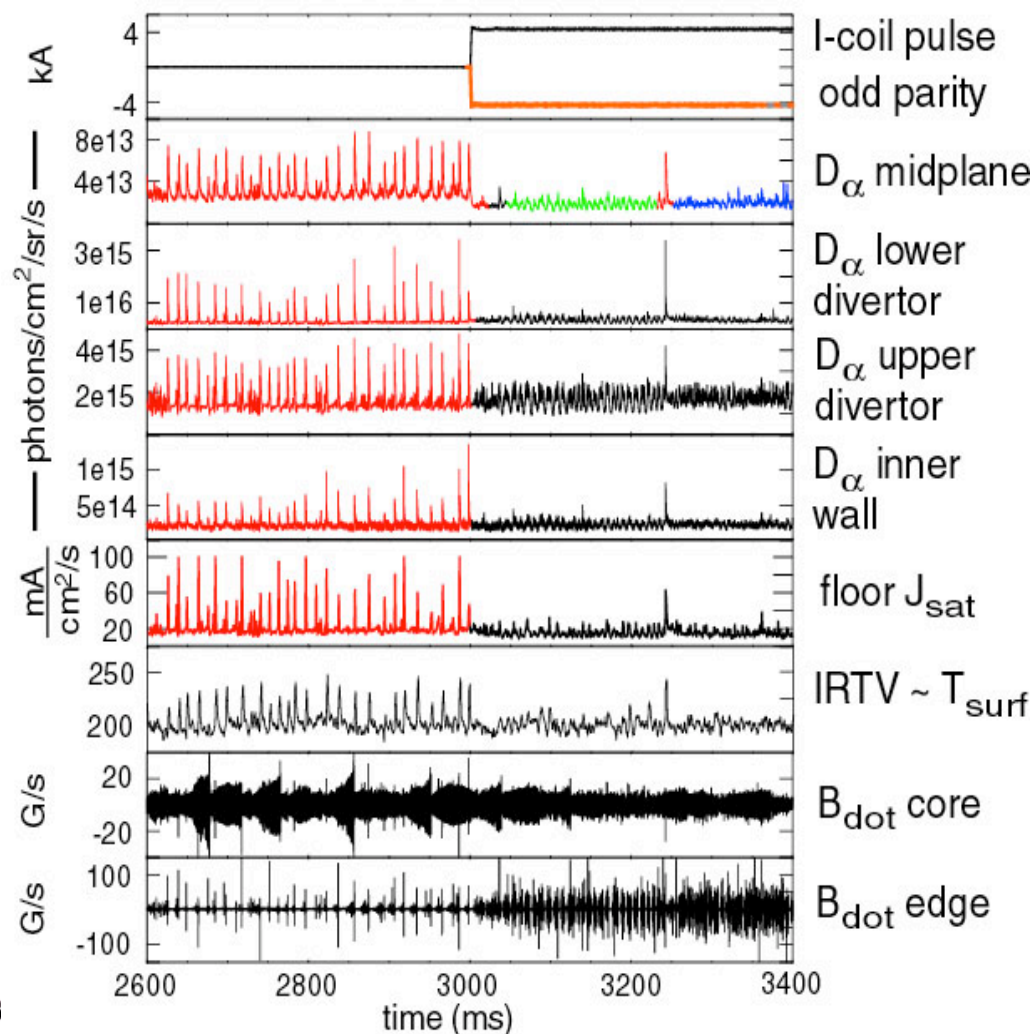 4
-4
kA
I-coil pulse
odd parity
8e13
4e13
Dα midplane
photons/cm²/sr/s
3e15
1e16
Dα lower
divertor
4e15
2e15
Dα upper
divertor
1e15
5e14
Dα inner
wall
100
60
20
mA
cm²/s
floor Jsat
250
200
IRTV ~ Tsurf
20
-20
G/s
Bdot core
100
-100
G/s
Bdot edge
2600 2800 3000 3200 3400
time (ms)